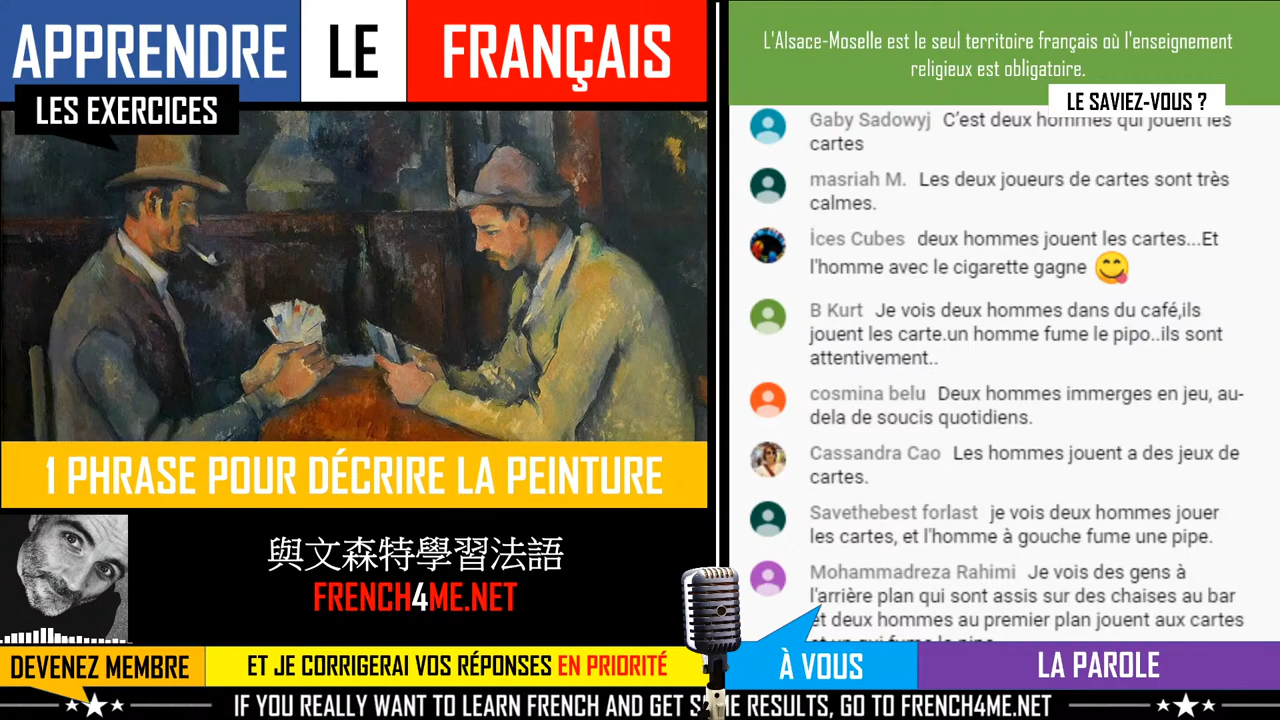 APPRENDRE LE FRANÇAIS
LES EXERCICES
1 PHRASE POUR DÉCRIRE LA PEINTURE
與文森特學習法語
FRENCH4ME.NET
DEVENEZ MEMBRE
ET JE CORRIGERAI VOS RÉPONSES EN PRIORITÉ
L'Alsace-Moselle est le seul territoire français où l'enseignement
religieux est obligatoire.
LE SAVIEZ-VOUS ?
Gaby Sadowyj C'est deux hommes qui jouent les
cartes
masriah M. Les deux joueurs de cartes sont très
calmes.
İces Cubes deux hommes jouent les cartes...Et
l'homme avec le cigarette gagne 😋
B Kurt Je vois deux hommes dans du café,ils
jouent les carte.un homme fume le pipo..ils sont
attentivement..
cosmina belu Deux hommes immerges en jeu, au-
dela de soucis quotidiens.
Cassandra Cao Les hommes jouent a des jeux de
cartes.
Savethebest forlast je vois deux hommes jouer
les cartes, et l'homme à gouche fume une pipe.
Mohammadreza Rahimi Je vois des gens à
l'arrière plan qui sont assis sur des chaises au bar
et deux hommes au premier plan jouent aux cartes
et un qui fume le pipe
À VOUS
LA PAROLE
IF YOU REALLY WANT TO LEARN FRENCH AND GET SOME RESULTS, GO TO FRENCH4ME.NET